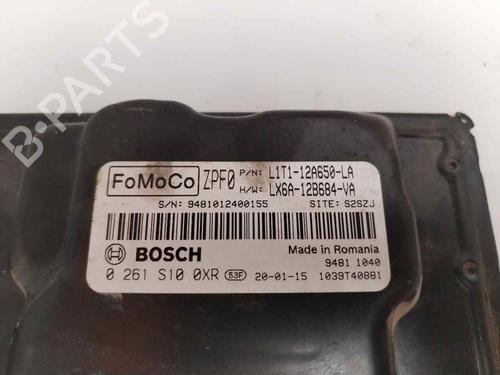 B-PARTS
FoMoCo ZPF0 P/N: L1T1-12A650-LA
H/W: LX6A-12B684-VA
S/N: 9481012400155 SITE: S2SZJ
BOSCH Made in Romania
9481 1040
0 261 S10 0XR 53F 20-01-15 1039T40881